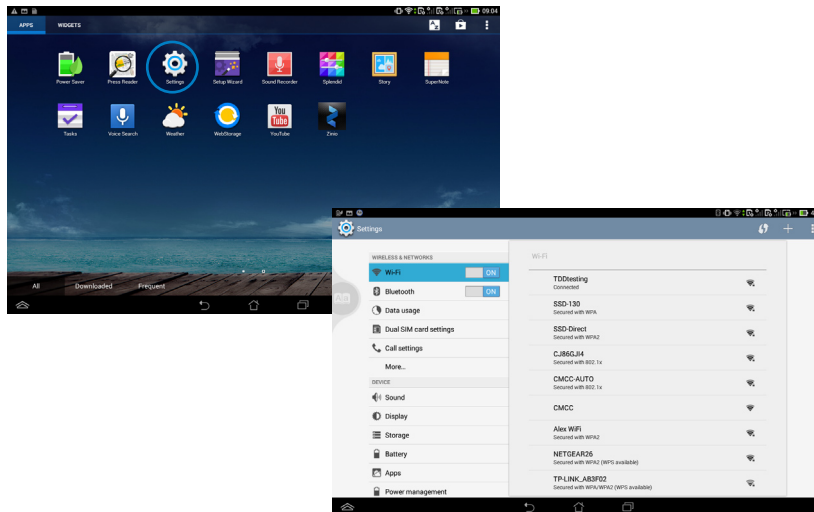 09:04
APPS WIDGETS
Power Saver Press Reader Settings Setup Wizard Sound Recorder Splendid Story SuperNote
You
Tube
Tasks Voice Search Weather WebStorage YouTube Zinio
All Downloaded Frequent
Settings
WIRELESS & NETWORKS
Wi-Fi ON
Bluetooth ON
Data usage
Dual SIM card settings
Call settings
More...
DEVICE
Sound
Display
Storage
Battery
Apps
Power management
Wi-Fi
TDDtesting
Connected
SSD-130
Secured with WPA
SSD-Direct
Secured with WPA2
CJ86GJI4
Secured with 802.1x
CMCC-AUTO
Secured with 802.1x
CMCC
Alex WiFi
Secured with WPA2
NETGEAR26
Secured with WPA2 (WPS available)
TP-LINK_AB3F02
Secured with WPA/WPA2 (WPS available)